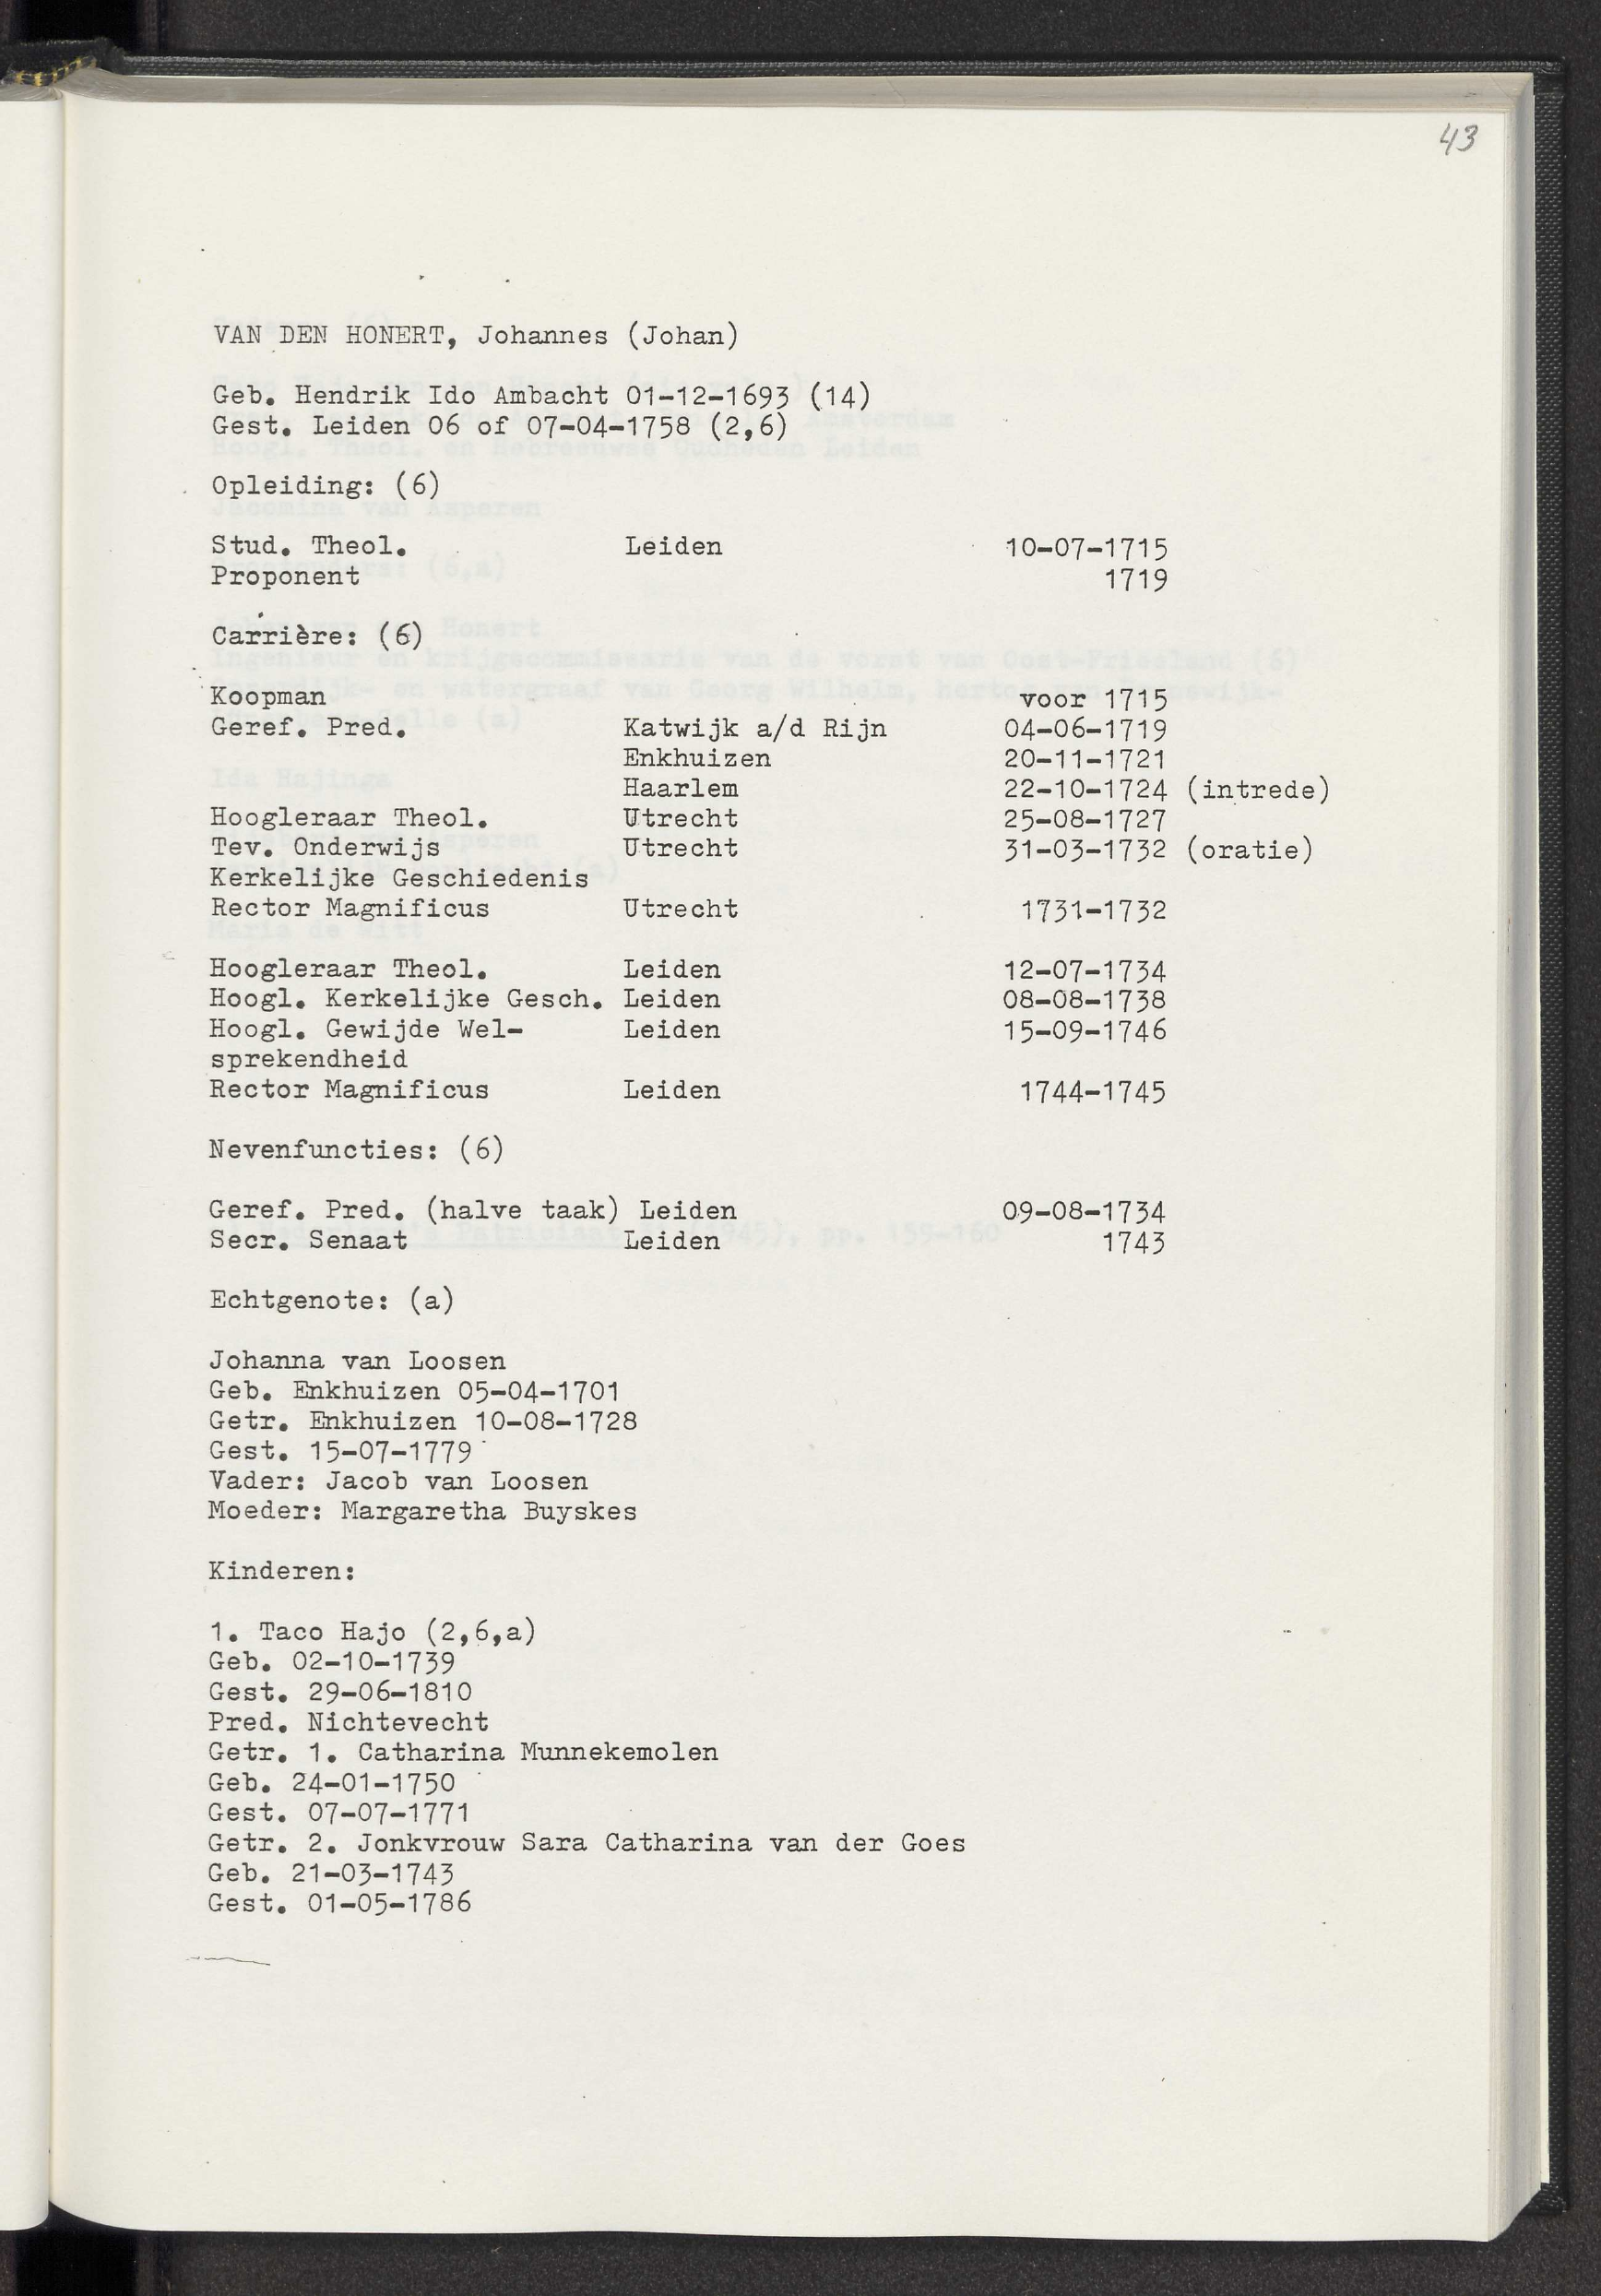 43
VAN DEN HONERT, Johannes (Johan)
Geb. Hendrik Ido Ambacht 01-12-1693 (14)
Gest. Leiden 06 of 07-04-1758 (2,6)
Opleiding: (6)
Stud. Theol. Leiden 10-07-1715
Proponent 1719
Carrière: (6)
Koopman voor 1715
Geref. Pred. Katwijk a/d Rijn 04-06-1719
Enkhuizen 20-11-1721
Haarlem 22-10-1724 (intrede)
Hoogleraar Theol. Utrecht 25-08-1727
Tev. Onderwijs Utrecht 31-03-1732 (oratie)
Kerkelijke Geschiedenis
Rector Magnificus Utrecht 1731-1732
Hoogleraar Theol. Leiden 12-07-1734
Hoogl. Kerkelijke Gesch. Leiden 08-08-1738
Hoogl. Gewijde Wel- Leiden 15-09-1746
sprekendheid
Rector Magnificus Leiden 1744-1745
Nevenfuncties: (6)
Geref. Pred. (halve taak) Leiden 09-08-1734
Secr. Senaat Leiden 1743
Echtgenote: (a)
Johanna van Loosen
Geb. Enkhuizen 05-04-1701
Getr. Enkhuizen 10-08-1728
Gest. 15-07-1779
Vader: Jacob van Loosen
Moeder: Margaretha Buyskes
Kinderen:
1. Taco Hajo (2,6,a)
Geb. 02-10-1739
Gest. 29-06-1810
Pred. Nichtevecht
Getr. 1. Catharina Munnekemolen
Geb. 24-01-1750
Gest. 07-07-1771
Getr. 2. Jonkvrouw Sara Catharina van der Goes
Geb. 21-03-1743
Gest. 01-05-1786